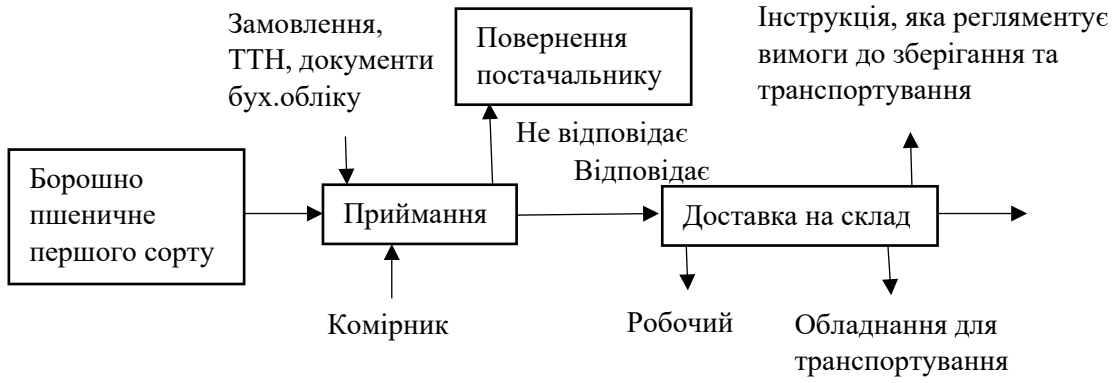 Замовлення,
ТТН, документи
бух.обліку
Повернення
постачальнику
Інструкція, яка регляментує
вимоги до зберігання та
транспортування
Не відповідає
Відповідає
Борошно
пшеничне
першого сорту
Приймання
Доставка на склад
Комірник
Робочий
Обладнання для
транспортування